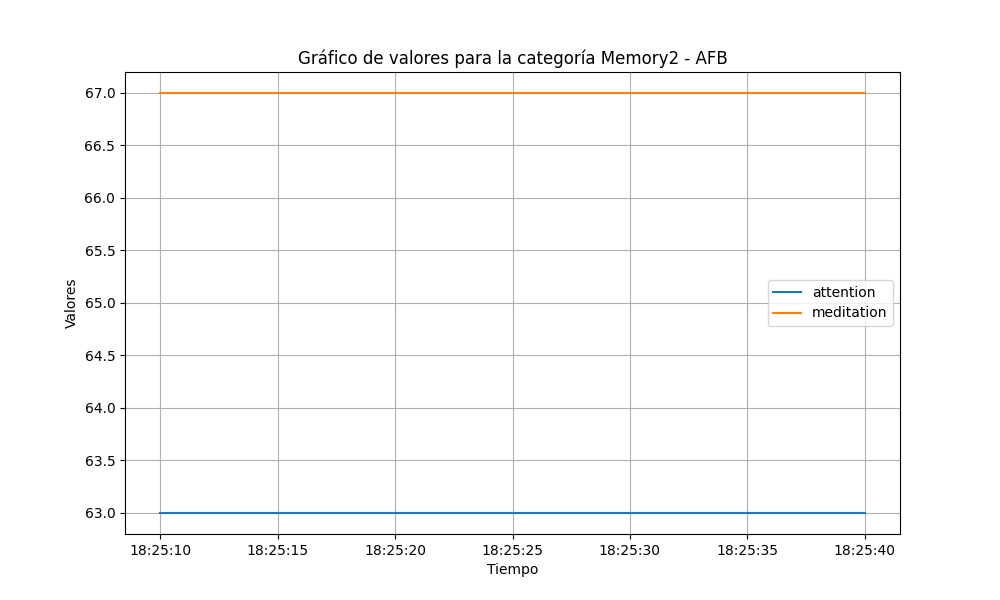 Gráfico de valores para la categoría Memory2 - AFB
67.0
66.5
66.0
65.5
65.0
64.5
64.0
63.5
63.0
Valores
attention
meditation
18:25:10 18:25:15 18:25:20 18:25:25 18:25:30 18:25:35 18:25:40
Tiempo